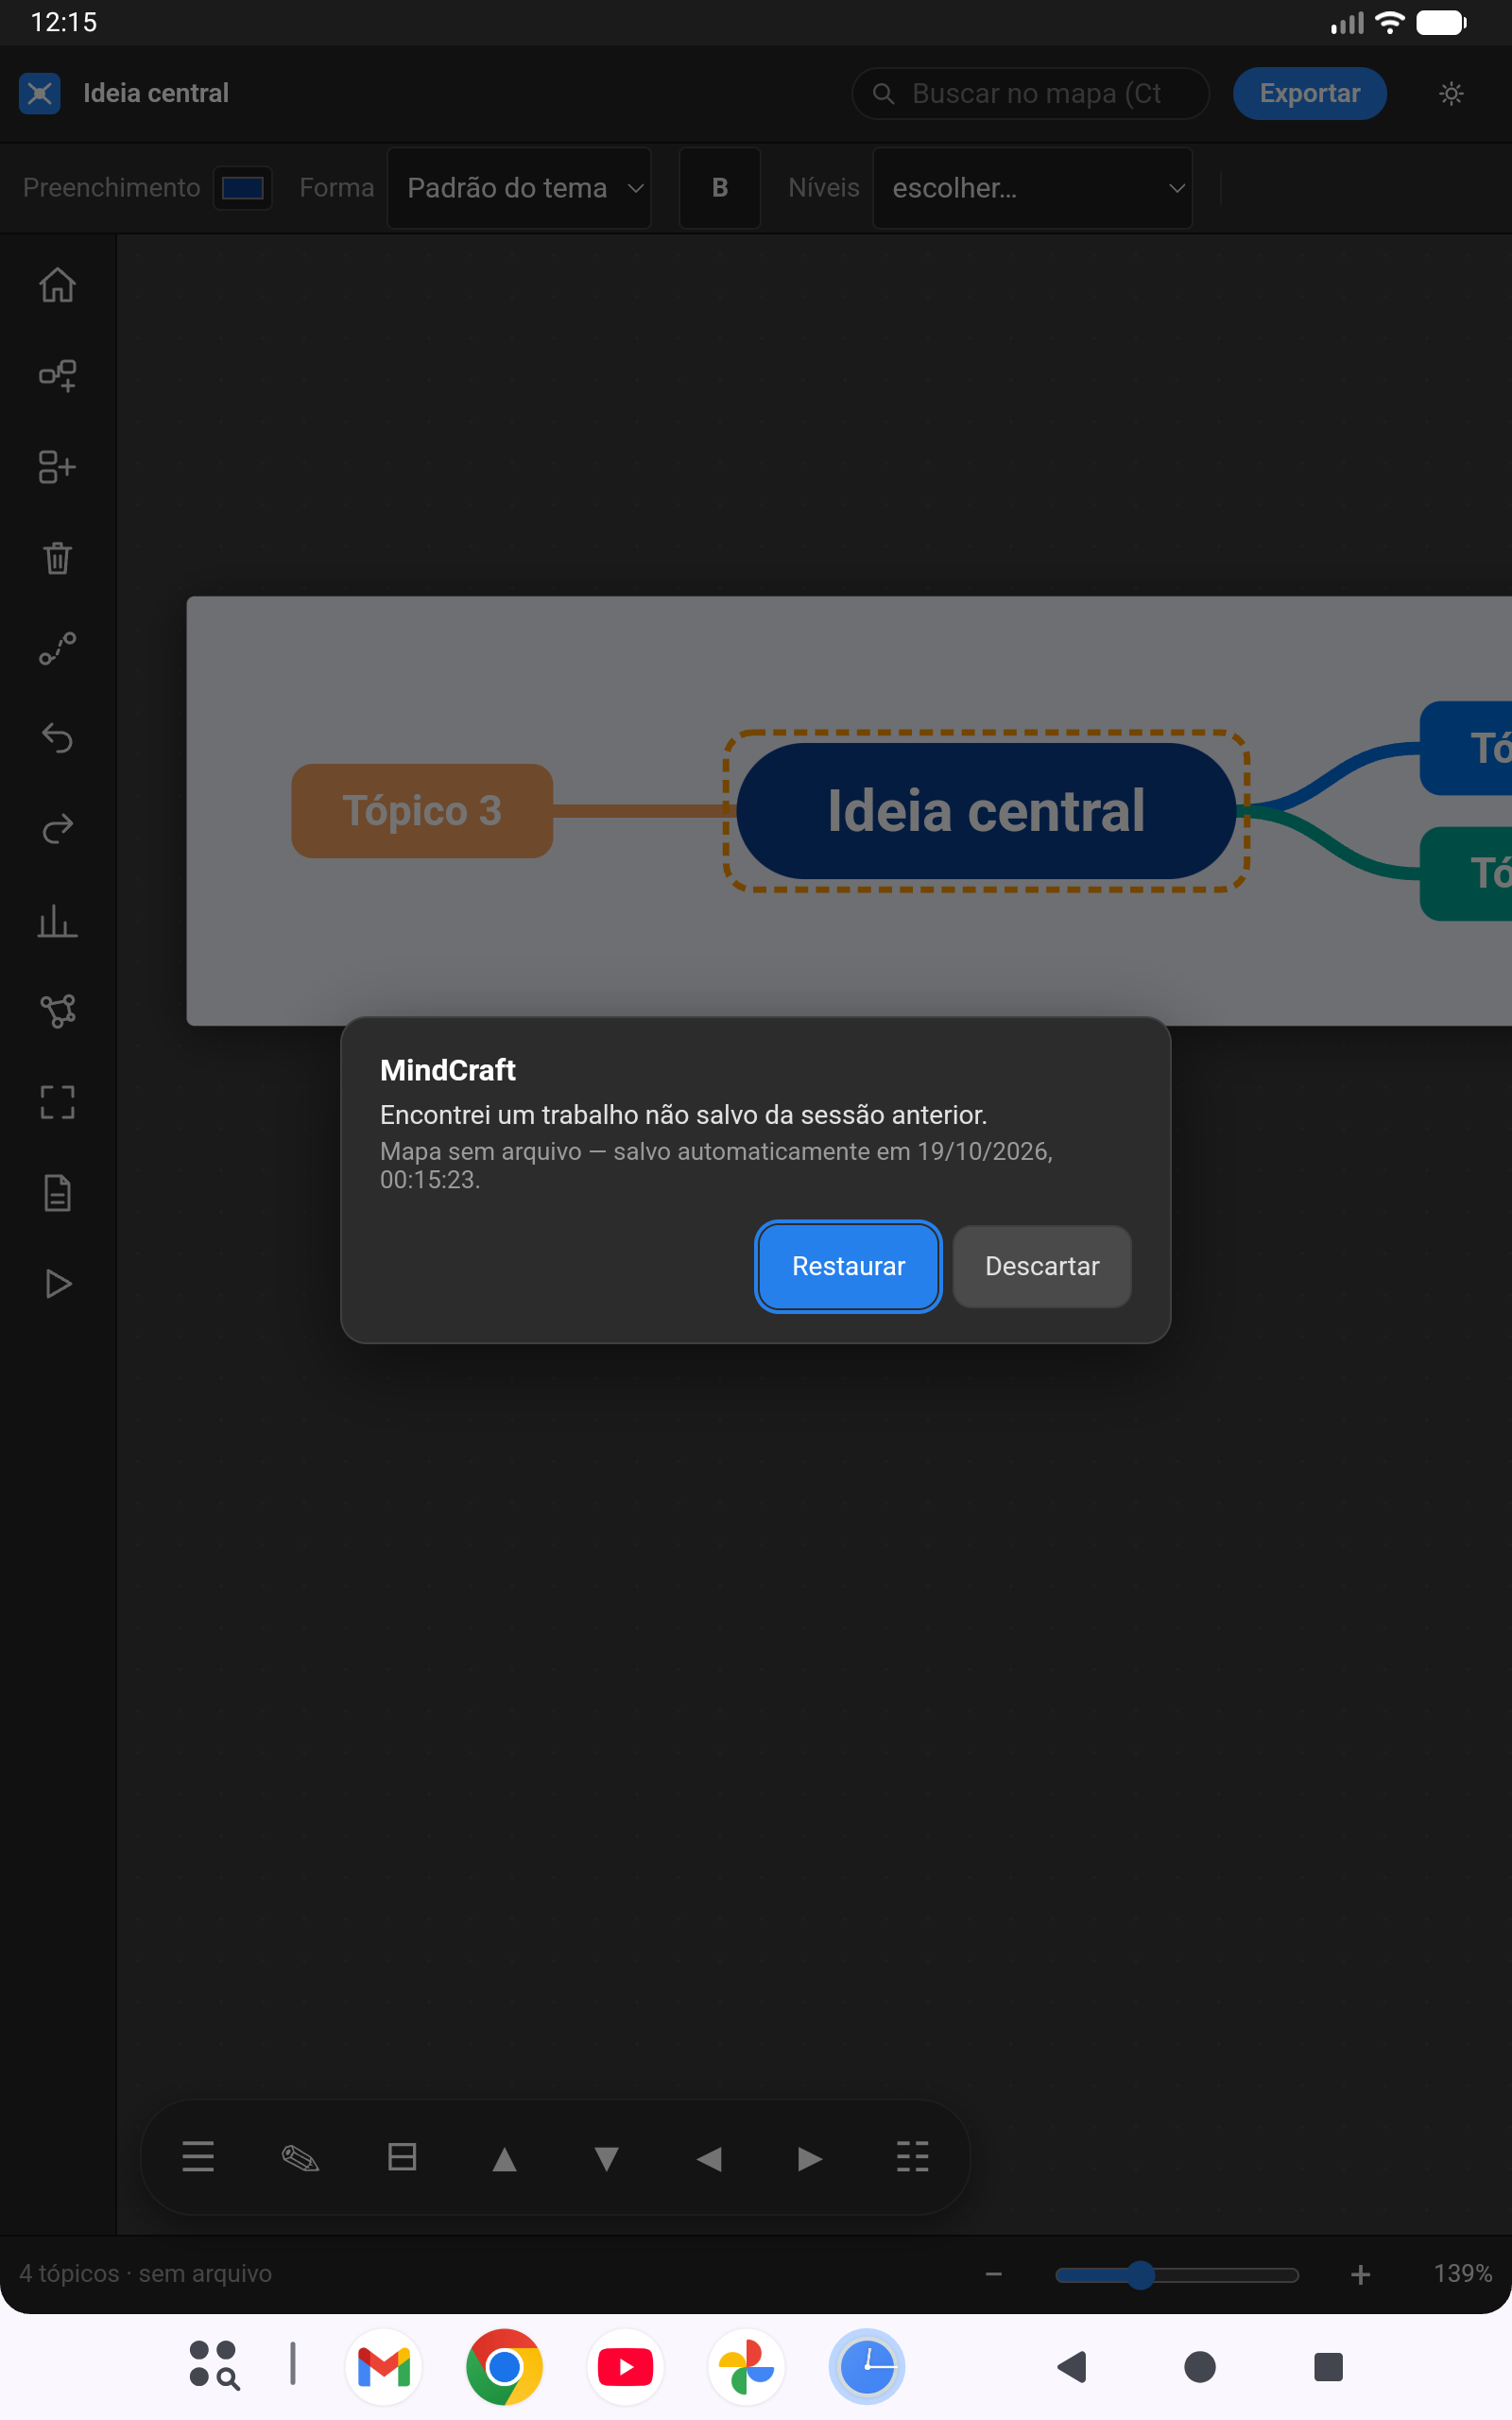 12:15
Ideia central
Buscar no mapa (Ct
Exportar
Preenchimento
Forma
Padrão do tema
B
Níveis
escolher...
Tópico 3
Ideia central
Tó
Tó
MindCraft
Encontrei um trabalho não salvo da sessão anterior.
Mapa sem arquivo — salvo automaticamente em 19/10/2026,
00:15:23.
Restaurar
Descartar
4 tópicos · sem arquivo
139%